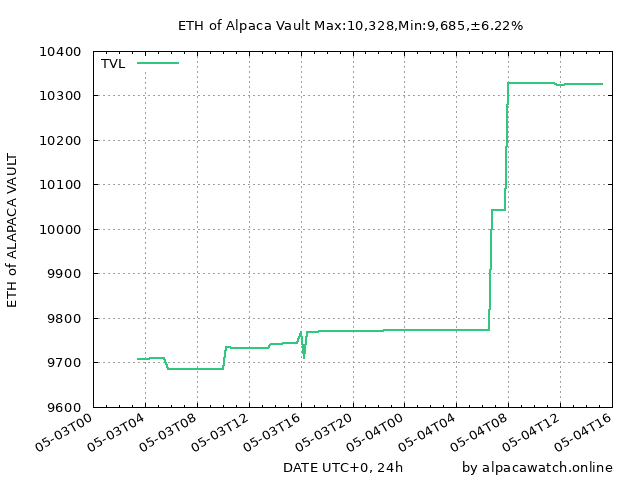 ETH of Alpaca Vault Max:10,328,Min:9,685,±6.22%
TVL
ETH of ALAPACA VAULT
10400
10300
10200
10100
10000
9900
9800
9700
9600
05-03T00
05-03T04
05-03T08
05-03T12
05-03T16
05-03T20
05-04T00
05-04T04
05-04T08
05-04T12
05-04T16
DATE UTC+0, 24h
by alpacawatch.online